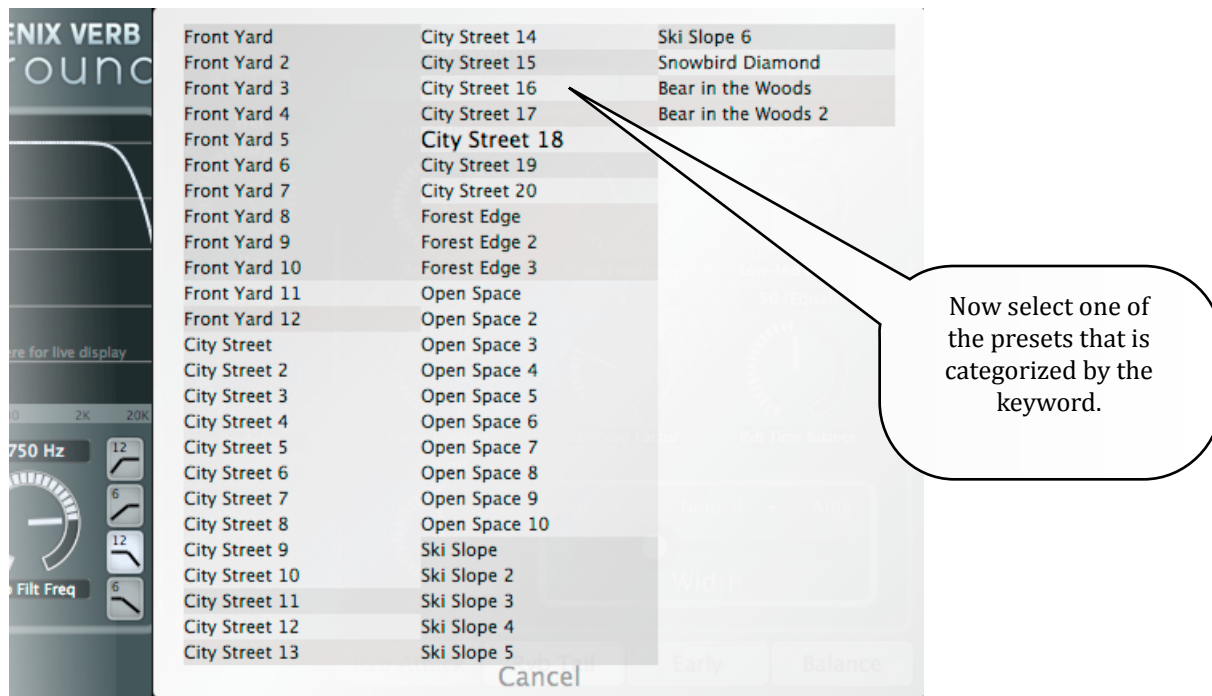 ENIX VERB
ound
ere for live display
2K 20K
750 Hz
12
6
12
6
Filt Freq
Front Yard
Front Yard 2
Front Yard 3
Front Yard 4
Front Yard 5
Front Yard 6
Front Yard 7
Front Yard 8
Front Yard 9
Front Yard 10
Front Yard 11
Front Yard 12
City Street
City Street 2
City Street 3
City Street 4
City Street 5
City Street 6
City Street 7
City Street 8
City Street 9
City Street 10
City Street 11
City Street 12
City Street 13
City Street 14
City Street 15
City Street 16
City Street 17
City Street 18
City Street 19
City Street 20
Forest Edge
Forest Edge 2
Forest Edge 3
Open Space
Open Space 2
Open Space 3
Open Space 4
Open Space 5
Open Space 6
Open Space 7
Open Space 8
Open Space 9
Open Space 10
Ski Slope
Ski Slope 2
Ski Slope 3
Ski Slope 4
Ski Slope 5
Ski Slope 6
Snowbird Diamond
Bear in the Woods
Bear in the Woods 2
Width
Early
Balance
Cancel
Now select one of
the presets that is
categorized by the
keyword.